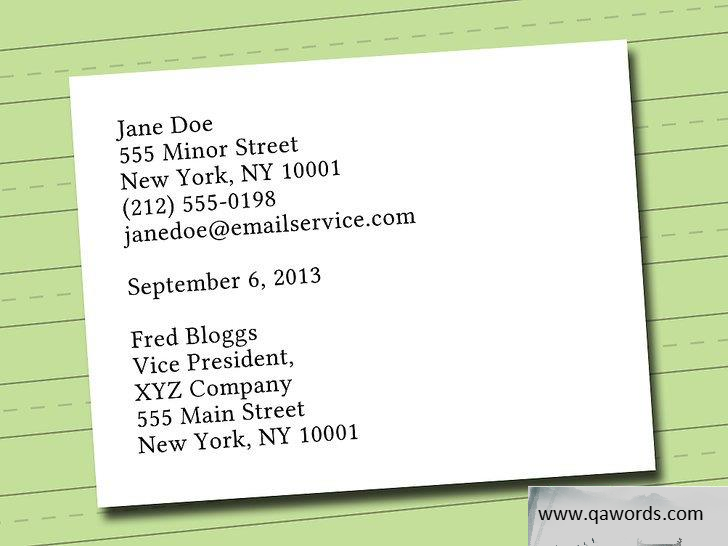 Jane Doe
555 Minor Street
New York, NY 10001
(212) 555-0198
janedoe@emailservice.com
September 6, 2013
Fred Bloggs
Vice President,
XYZ Company
555 Main Street
New York, NY 10001
www.qawords.com